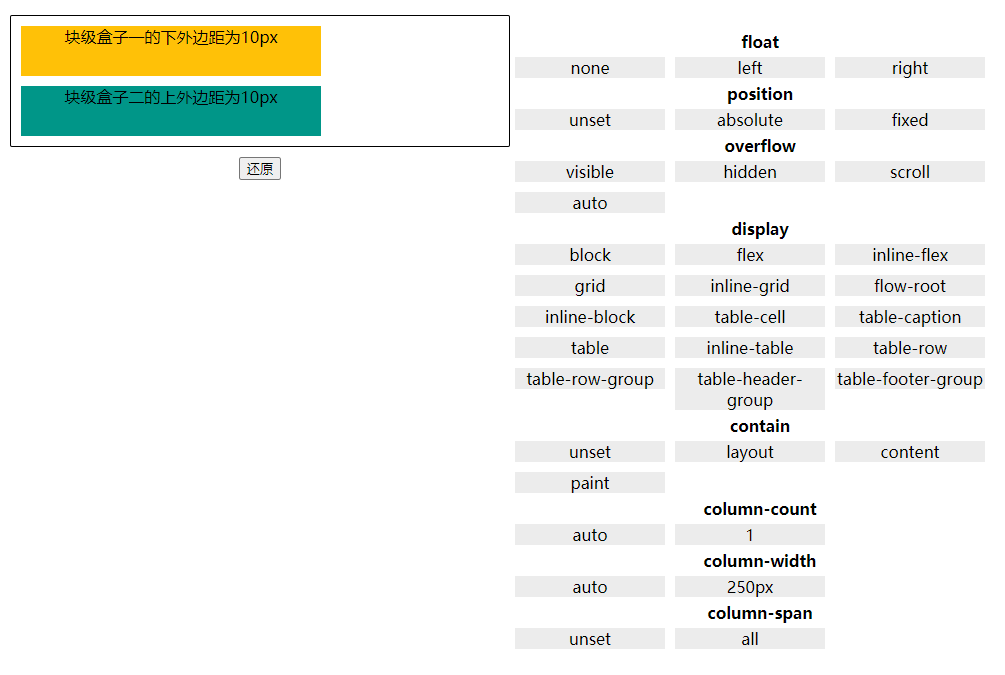 块级盒子一的下外边距为10px
块级盒子二的上外边距为10px
还原
float
none left right
position
unset absolute fixed
overflow
visible hidden scroll
auto
display
block flex inline-flex
grid inline-grid flow-root
inline-block table-cell table-caption
table inline-table table-row
table-row-group table-header-group table-footer-group
contain
unset layout content
paint
column-count
auto 1
column-width
auto 250px
column-span
unset all